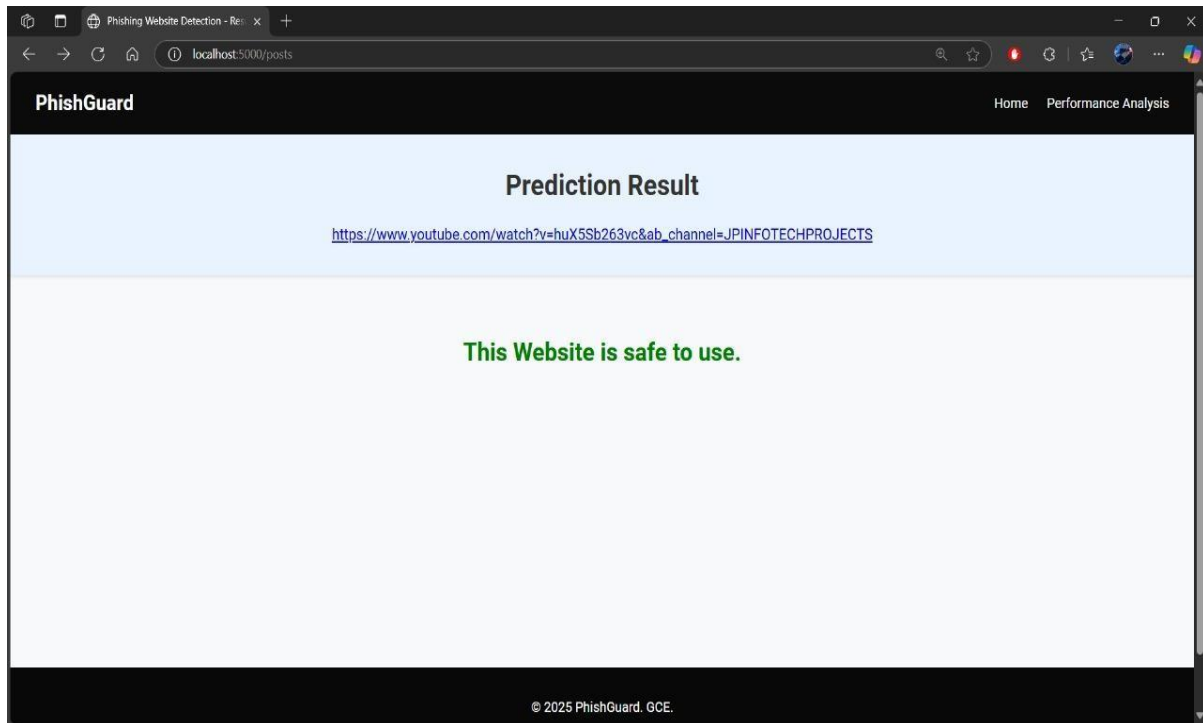 Phishing Website Detection - Res
localhost:5000/posts
PhishGuard
Home Performance Analysis
Prediction Result
https://www.youtube.com/watch?v=huX5Sb263vc&ab_channel=JPINFOTECHPROJECTS
This Website is safe to use.
© 2025 PhishGuard. GCE.